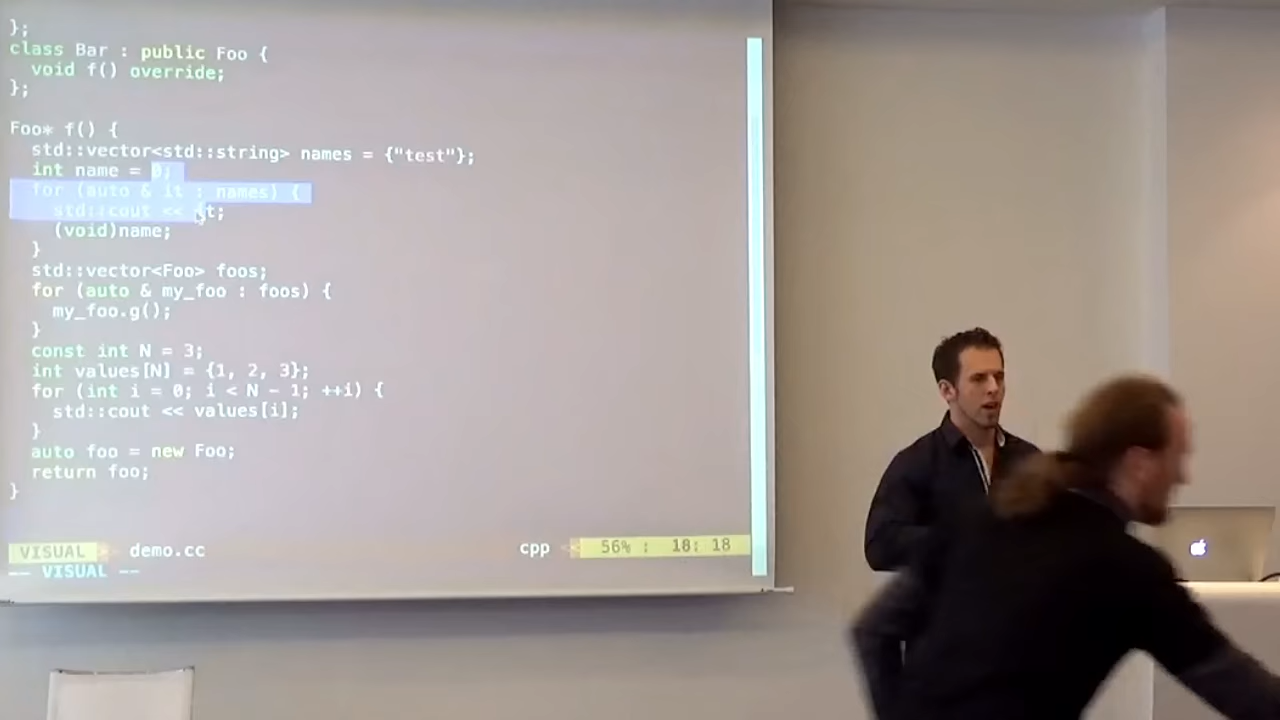 };
class Bar : public Foo {
  void f() override;
};
Foo* f() {
  std::vector<std::string> names = {"test"};
  int name = 0;
  for (auto & it : names) {
    std::cout << it;
    (void)name;
  }
  std::vector<Foo> foos;
  for (auto & my_foo : foos) {
    my_foo.g();
  }
  const int N = 3;
  int values[N] = {1, 2, 3};
  for (int i = 0; i < N - 1; ++i) {
    std::cout << values[i];
  }
  auto foo = new Foo;
  return foo;
}
VISUAL demo.cc cpp 56% : 18: 18
-- VISUAL --